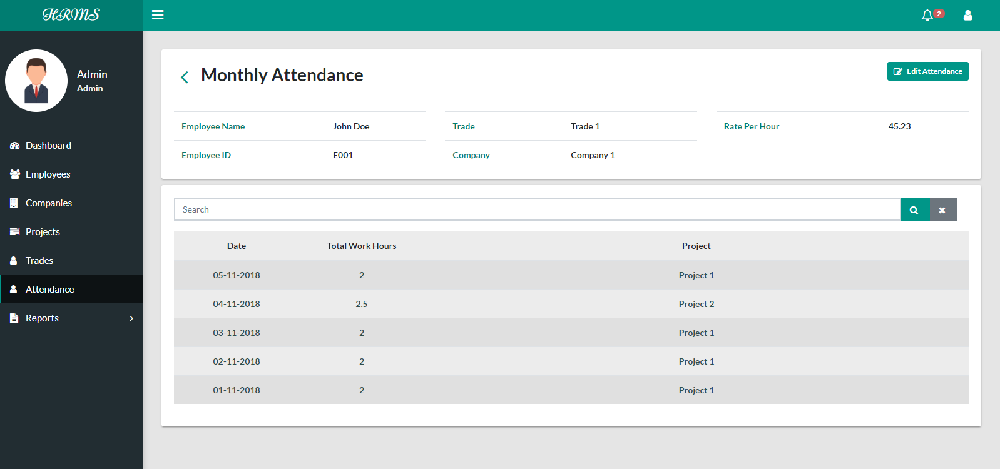 HRMS
2
Admin
Admin
Dashboard
Employees
Companies
Projects
Trades
Attendance
Reports
Monthly Attendance
Edit Attendance
Employee Name John Doe Trade Trade 1 Rate Per Hour 45.23
Employee ID E001 Company Company 1
Search
Date Total Work Hours Project
05-11-2018 2 Project 1
04-11-2018 2.5 Project 2
03-11-2018 2 Project 1
02-11-2018 2 Project 1
01-11-2018 2 Project 1